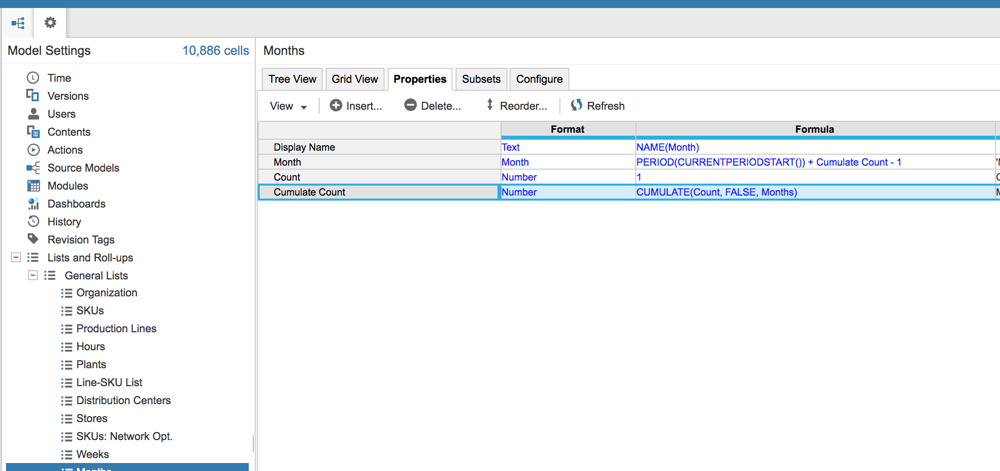 Model Settings
10,886 cells
Time
Versions
Users
Contents
Actions
Source Models
Modules
Dashboards
History
Revision Tags
Lists and Roll-ups
General Lists
Organization
SKUs
Production Lines
Hours
Plants
Line-SKU List
Distribution Centers
Stores
SKUs: Network Opt.
Weeks
Months
Months
Tree View Grid View Properties Subsets Configure
View Insert... Delete... Reorder... Refresh
Format Formula
Display Name Text NAME(Month)
Month Month PERIOD(CURRENTPERIODSTART()) + Cumulate Count - 1
Count Number 1
Cumulate Count Number CUMULATE(Count, FALSE, Months)